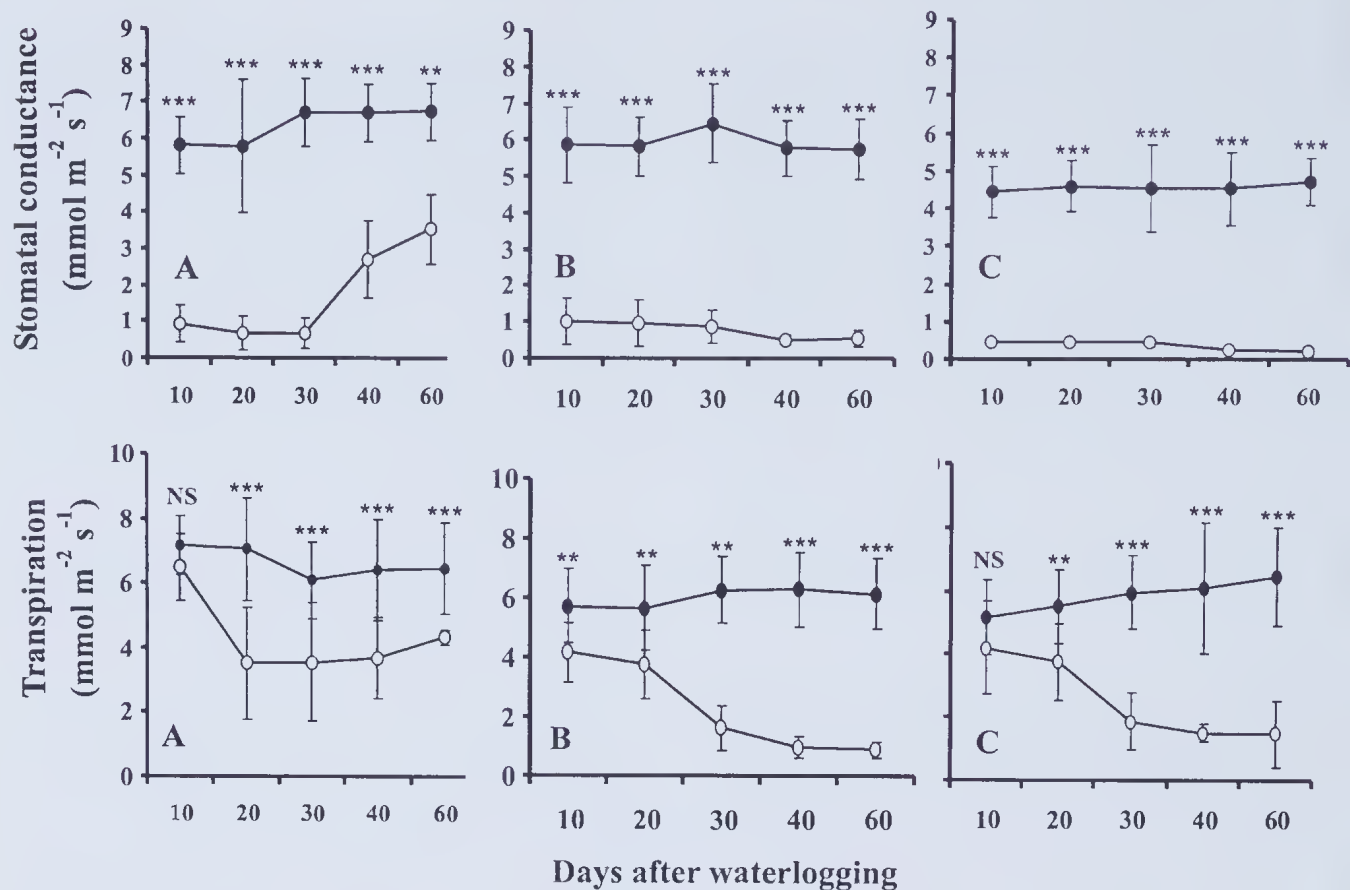 Stomatal conductance
(mmol m⁻² s⁻¹)
9
8
7
6
5
4
3
2
1
0
*** *** *** *** **
A
10 20 30 40 60
9
8
7
6
5
4
3
2
1
0
*** *** *** *** ***
B
10 20 30 40 60
9
8
7
6
5
4
3
2
1
0
*** *** *** *** ***
C
10 20 30 40 60
Transpiration
(mmol m⁻² s⁻¹)
10
8
6
4
2
0
NS *** *** *** ***
A
10 20 30 40 60
10
8
6
4
2
0
** ** ** *** ***
B
10 20 30 40 60
NS ** *** *** ***
C
10 20 30 40 60
Days after waterlogging